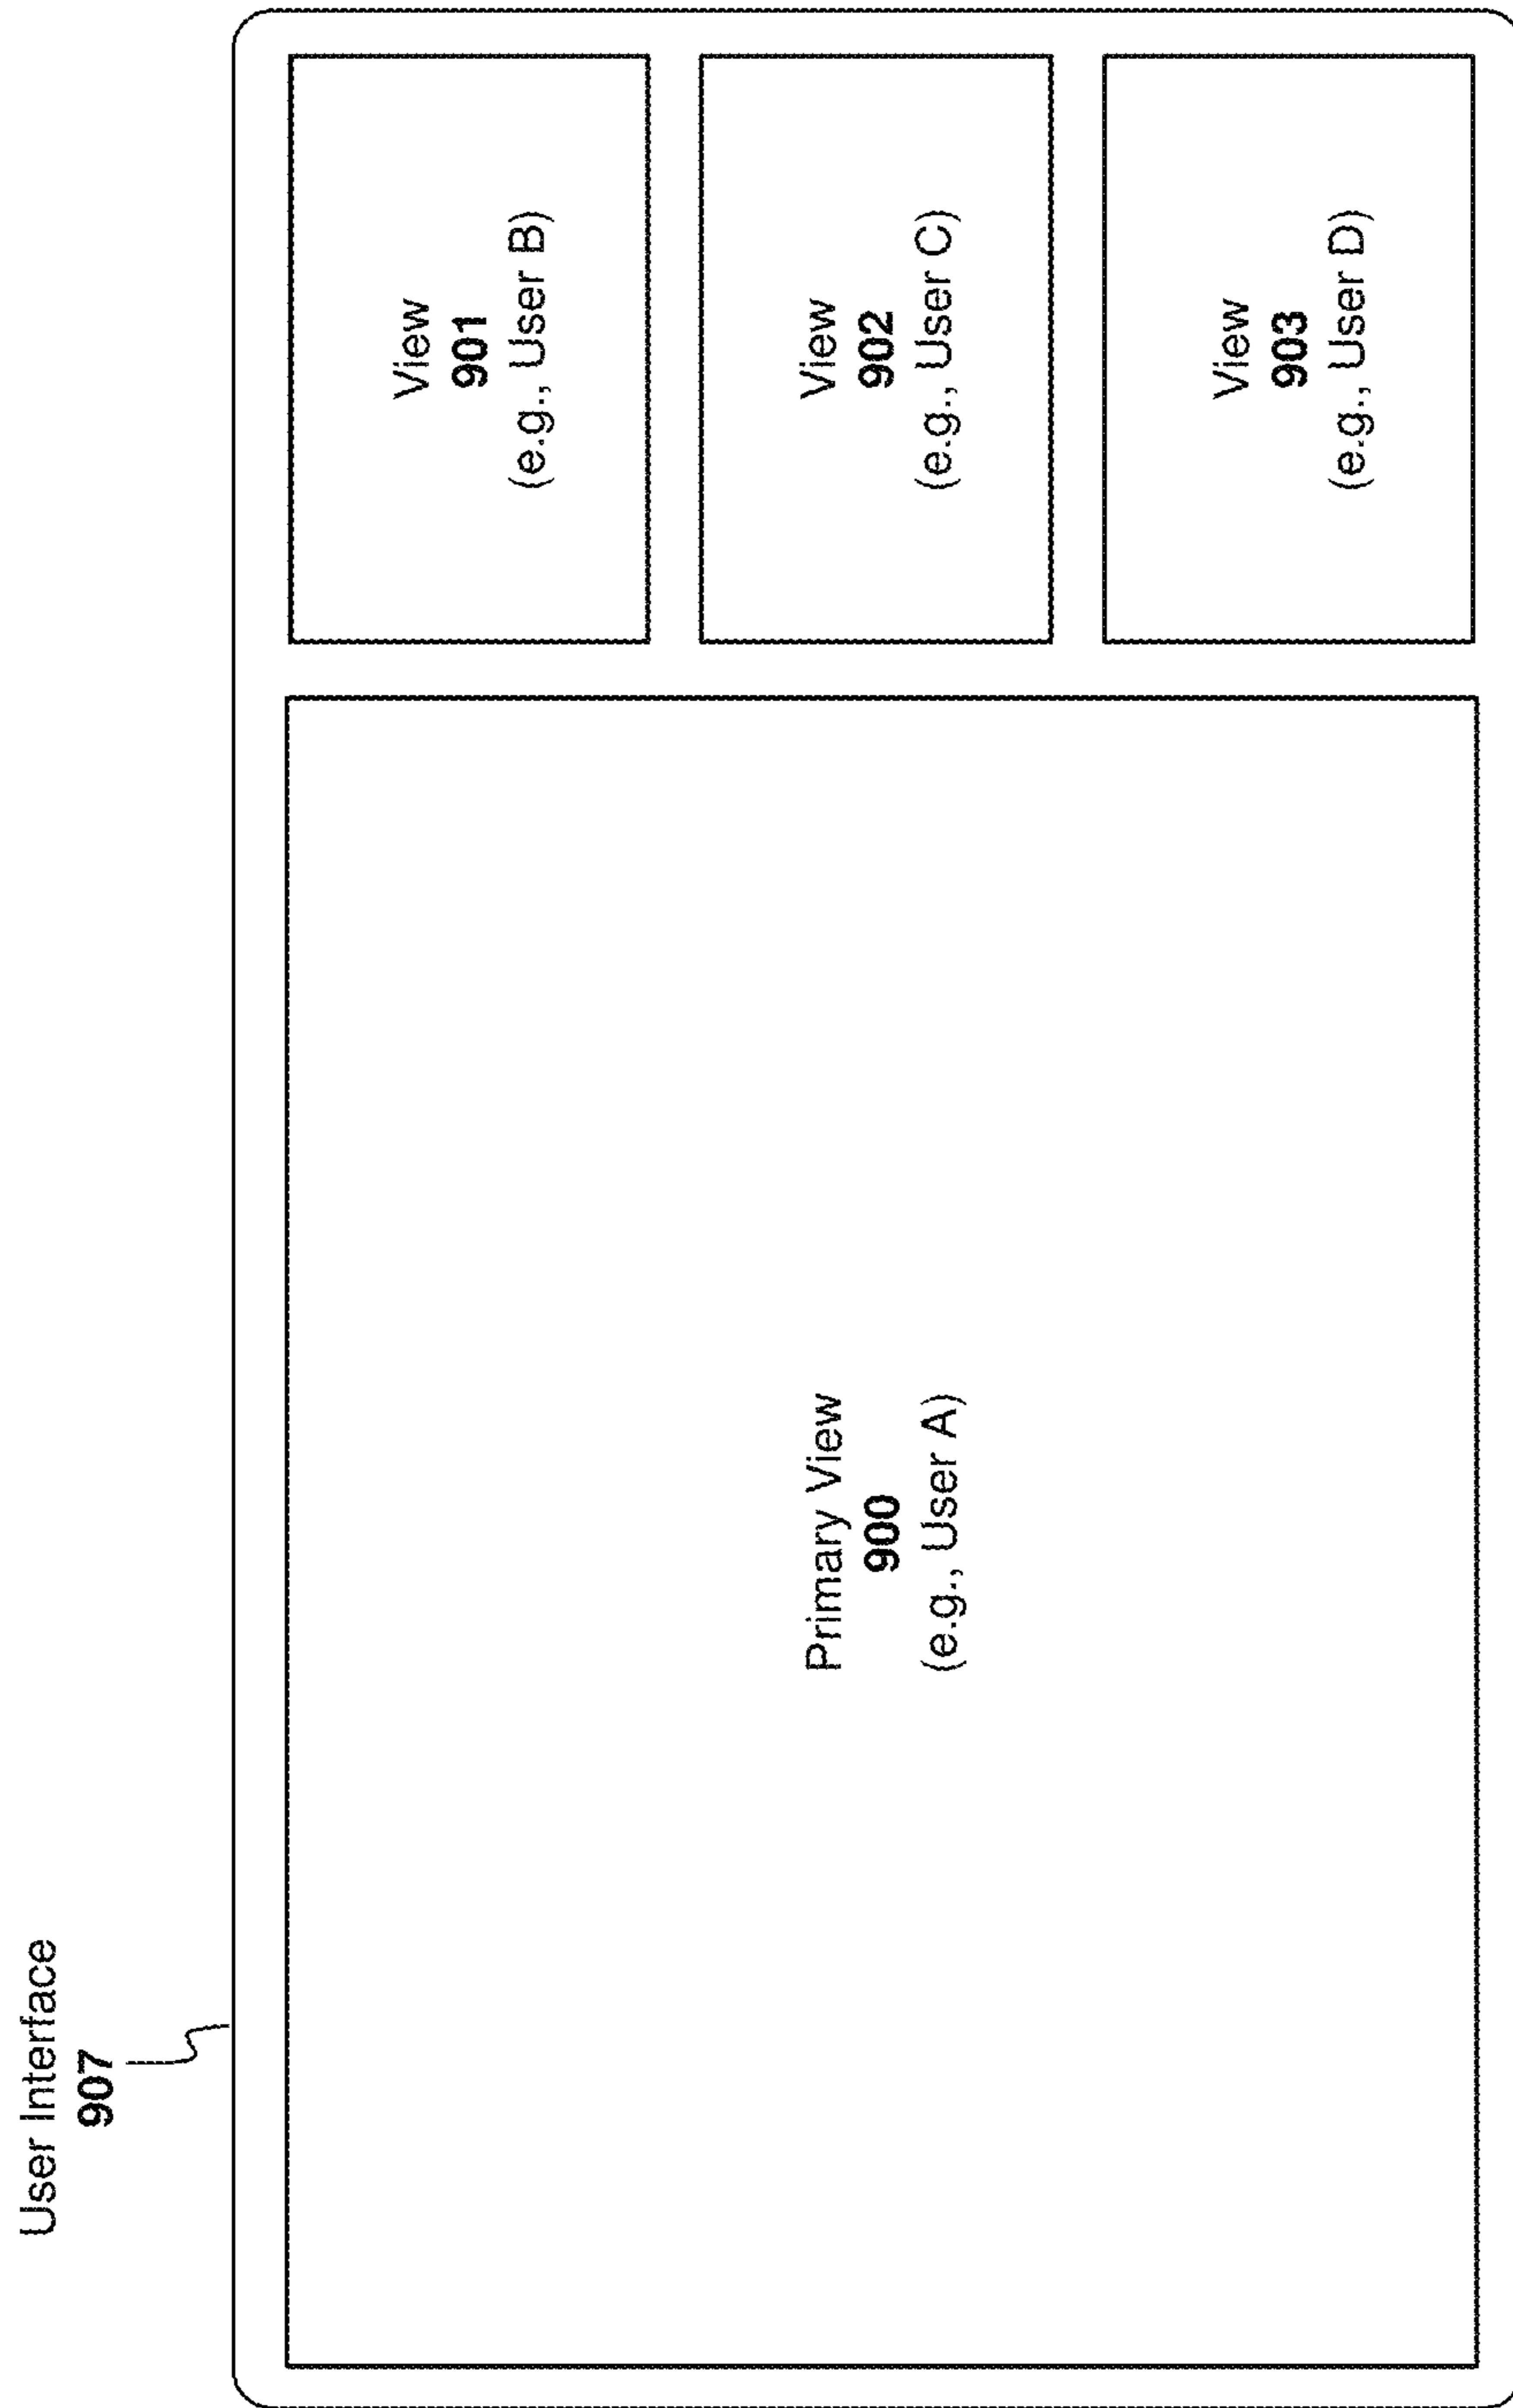 User Interface
907
Primary View
900
(e.g., User A)
View
901
(e.g., User B)
View
902
(e.g., User C)
View
903
(e.g., User D)